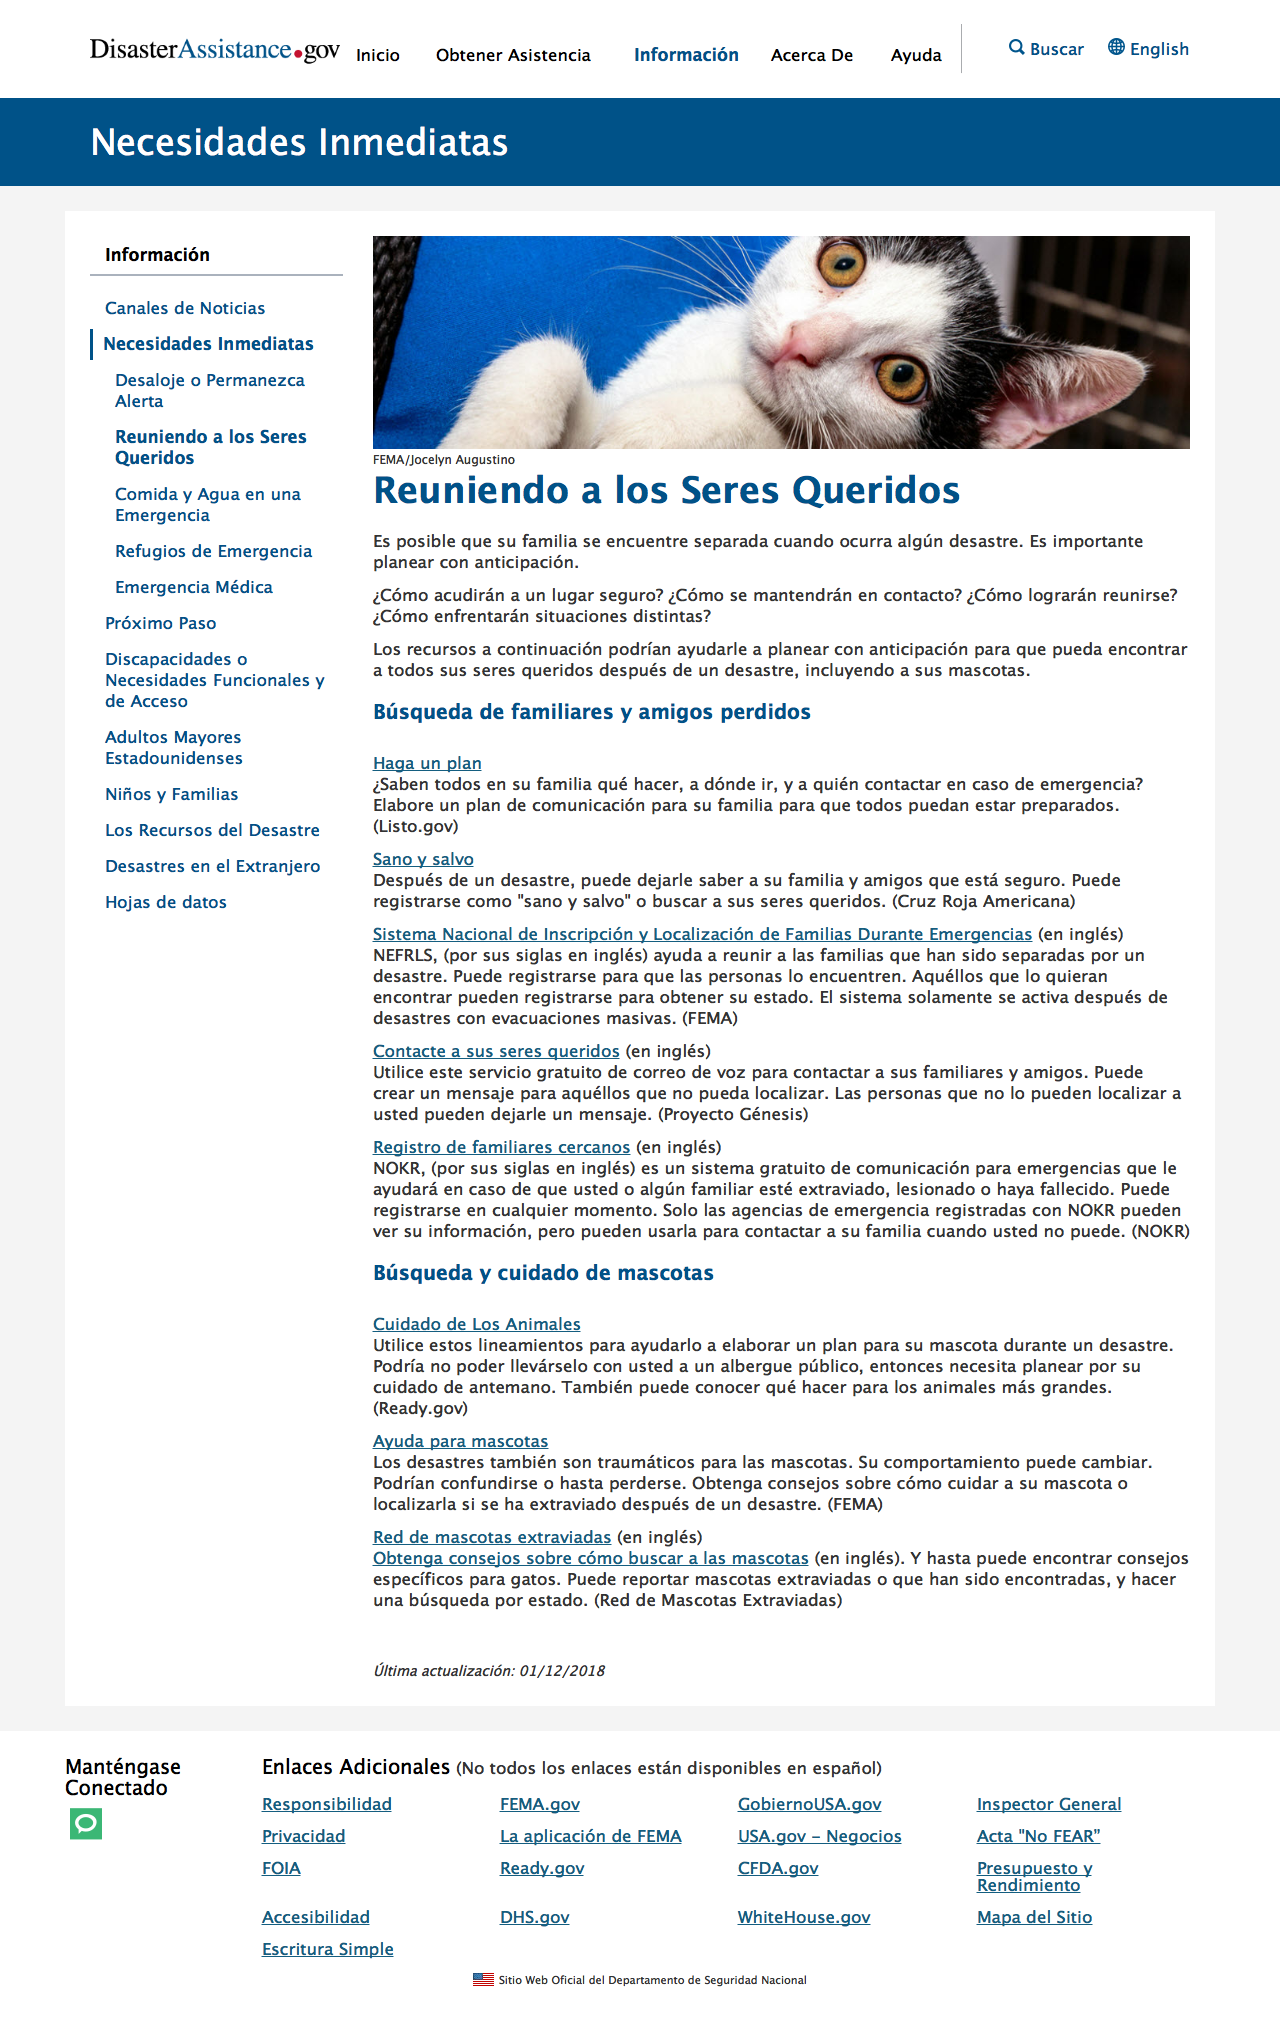 DisasterAssistance.gov
Inicio
Obtener Asistencia
Información
Acerca De
Ayuda
Buscar
English
Necesidades Inmediatas
Información
Canales de Noticias
Necesidades Inmediatas
Desaloje o Permanezca
Alerta
Reuniendo a los Seres
Queridos
Comida y Agua en una
Emergencia
Refugios de Emergencia
Emergencia Médica
Próximo Paso
Discapacidades o
Necesidades Funcionales y
de Acceso
Adultos Mayores
Estadounidenses
Niños y Familias
Los Recursos del Desastre
Desastres en el Extranjero
Hojas de datos
FEMA/Jocelyn Augustino
Reuniendo a los Seres Queridos
Es posible que su familia se encuentre separada cuando ocurra algún desastre. Es importante
planear con anticipación.
¿Cómo acudirán a un lugar seguro? ¿Cómo se mantendrán en contacto? ¿Cómo lograrán reunirse?
¿Cómo enfrentarán situaciones distintas?
Los recursos a continuación podrían ayudarle a planear con anticipación para que pueda encontrar
a todos sus seres queridos después de un desastre, incluyendo a sus mascotas.
Búsqueda de familiares y amigos perdidos
Haga un plan
¿Saben todos en su familia qué hacer, a dónde ir, y a quién contactar en caso de emergencia?
Elabore un plan de comunicación para su familia para que todos puedan estar preparados.
(Listo.gov)
Sano y salvo
Después de un desastre, puede dejarle saber a su familia y amigos que está seguro. Puede
registrarse como "sano y salvo" o buscar a sus seres queridos. (Cruz Roja Americana)
Sistema Nacional de Inscripción y Localización de Familias Durante Emergencias (en inglés)
NEFRLS, (por sus siglas en inglés) ayuda a reunir a las familias que han sido separadas por un
desastre. Puede registrarse para que las personas lo encuentren. Aquéllos que lo quieran
encontrar pueden registrarse para obtener su estado. El sistema solamente se activa después de
desastres con evacuaciones masivas. (FEMA)
Contacte a sus seres queridos (en inglés)
Utilice este servicio gratuito de correo de voz para contactar a sus familiares y amigos. Puede
crear un mensaje para aquéllos que no pueda localizar. Las personas que no lo pueden localizar a
usted pueden dejarle un mensaje. (Proyecto Génesis)
Registro de familiares cercanos (en inglés)
NOKR, (por sus siglas en inglés) es un sistema gratuito de comunicación para emergencias que le
ayudará en caso de que usted o algún familiar esté extraviado, lesionado o haya fallecido. Puede
registrarse en cualquier momento. Solo las agencias de emergencia registradas con NOKR pueden
ver su información, pero pueden usarla para contactar a su familia cuando usted no puede. (NOKR)
Búsqueda y cuidado de mascotas
Cuidado de Los Animales
Utilice estos lineamientos para ayudarlo a elaborar un plan para su mascota durante un desastre.
Podría no poder llevárselo con usted a un albergue público, entonces necesita planear por su
cuidado de antemano. También puede conocer qué hacer para los animales más grandes.
(Ready.gov)
Ayuda para mascotas
Los desastres también son traumáticos para las mascotas. Su comportamiento puede cambiar.
Podrían confundirse o hasta perderse. Obtenga consejos sobre cómo cuidar a su mascota o
localizarla si se ha extraviado después de un desastre. (FEMA)
Red de mascotas extraviadas (en inglés)
Obtenga consejos sobre cómo buscar a las mascotas (en inglés). Y hasta puede encontrar consejos
específicos para gatos. Puede reportar mascotas extraviadas o que han sido encontradas, y hacer
una búsqueda por estado. (Red de Mascotas Extraviadas)
Última actualización: 01/12/2018
Manténgase
Conectado
Enlaces Adicionales (No todos los enlaces están disponibles en español)
Responsibilidad
FEMA.gov
GobiernoUSA.gov
Inspector General
Privacidad
La aplicación de FEMA
USA.gov – Negocios
Acta "No FEAR”
FOIA
Ready.gov
CFDA.gov
Presupuesto y
Rendimiento
Accesibilidad
DHS.gov
WhiteHouse.gov
Mapa del Sitio
Escritura Simple
Sitio Web Oficial del Departamento de Seguridad Nacional